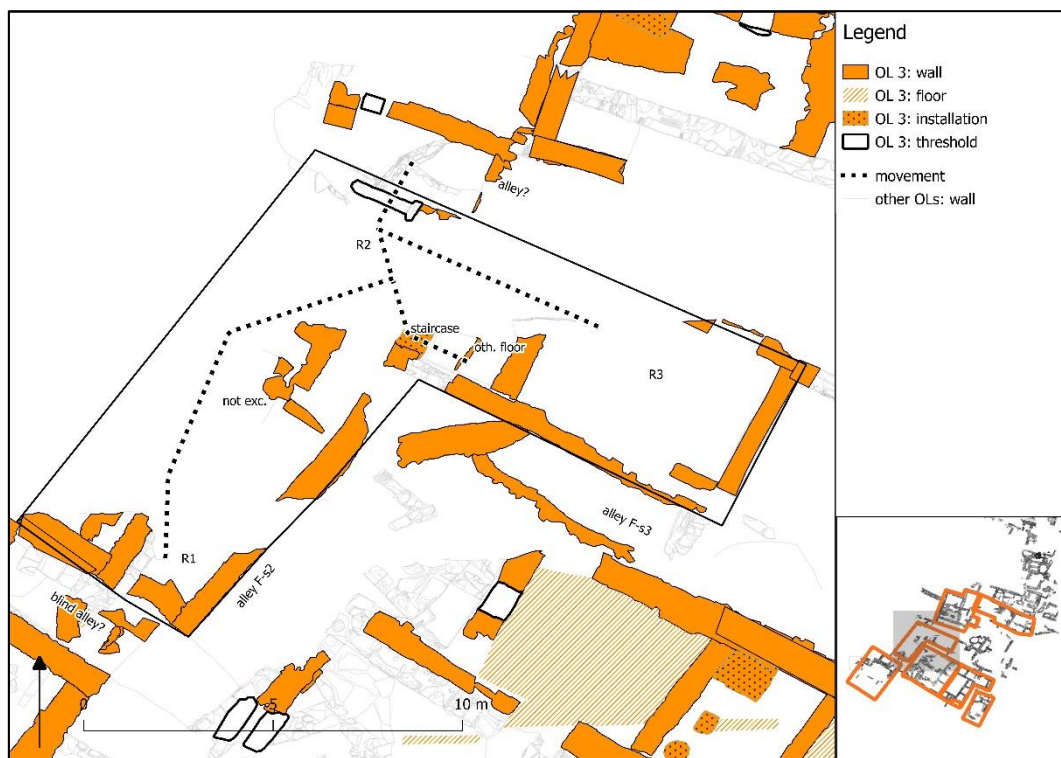 Legend
OL 3: wall
OL 3: floor
OL 3: installation
OL 3: threshold
movement
other OLs: wall
alley?
R2
staircase
oth. floor
R3
not exc.
alley F-s3
R1
alley F-s2
blind alley?
0
5
10 m